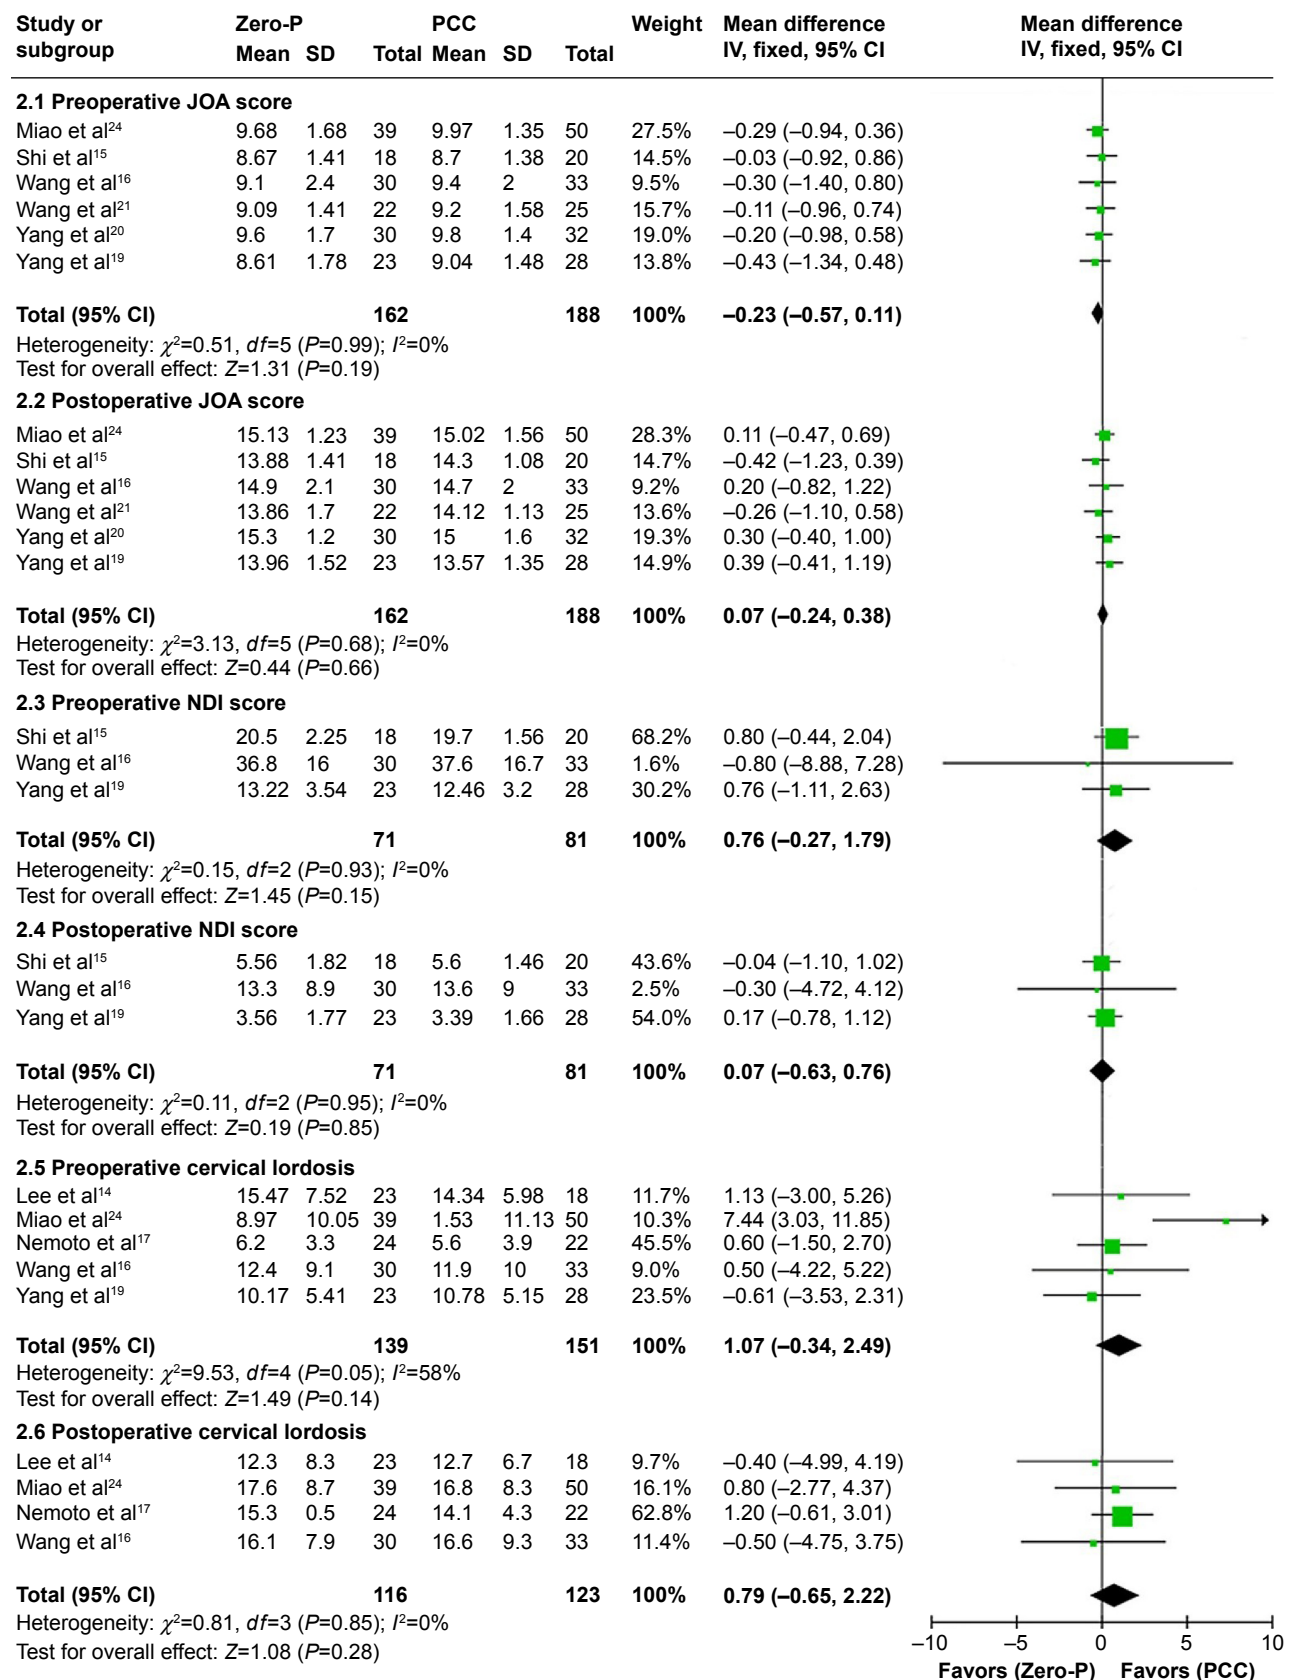 Study or subgroup Zero-P PCC Weight Mean difference IV, fixed, 95% CI Mean difference IV, fixed, 95% CI
Mean SD Total Mean SD Total
2.1 Preoperative JOA score
Miao et al24 9.68 1.68 39 9.97 1.35 50 27.5% –0.29 (–0.94, 0.36)
Shi et al15 8.67 1.41 18 8.7 1.38 20 14.5% –0.03 (–0.92, 0.86)
Wang et al16 9.1 2.4 30 9.4 2 33 9.5% –0.30 (–1.40, 0.80)
Wang et al21 9.09 1.41 22 9.2 1.58 25 15.7% –0.11 (–0.96, 0.74)
Yang et al20 9.6 1.7 30 9.8 1.4 32 19.0% –0.20 (–0.98, 0.58)
Yang et al19 8.61 1.78 23 9.04 1.48 28 13.8% –0.43 (–1.34, 0.48)
Total (95% CI) 162 188 100% –0.23 (–0.57, 0.11)
Heterogeneity: χ²=0.51, df=5 (P=0.99); I²=0%
Test for overall effect: Z=1.31 (P=0.19)
2.2 Postoperative JOA score
Miao et al24 15.13 1.23 39 15.02 1.56 50 28.3% 0.11 (–0.47, 0.69)
Shi et al15 13.88 1.41 18 14.3 1.08 20 14.7% –0.42 (–1.23, 0.39)
Wang et al16 14.9 2.1 30 14.7 2 33 9.2% 0.20 (–0.82, 1.22)
Wang et al21 13.86 1.7 22 14.12 1.13 25 13.6% –0.26 (–1.10, 0.58)
Yang et al20 15.3 1.2 30 15 1.6 32 19.3% 0.30 (–0.40, 1.00)
Yang et al19 13.96 1.52 23 13.57 1.35 28 14.9% 0.39 (–0.41, 1.19)
Total (95% CI) 162 188 100% 0.07 (–0.24, 0.38)
Heterogeneity: χ²=3.13, df=5 (P=0.68); I²=0%
Test for overall effect: Z=0.44 (P=0.66)
2.3 Preoperative NDI score
Shi et al15 20.5 2.25 18 19.7 1.56 20 68.2% 0.80 (–0.44, 2.04)
Wang et al16 36.8 16 30 37.6 16.7 33 1.6% –0.80 (–8.88, 7.28)
Yang et al19 13.22 3.54 23 12.46 3.2 28 30.2% 0.76 (–1.11, 2.63)
Total (95% CI) 71 81 100% 0.76 (–0.27, 1.79)
Heterogeneity: χ²=0.15, df=2 (P=0.93); I²=0%
Test for overall effect: Z=1.45 (P=0.15)
2.4 Postoperative NDI score
Shi et al15 5.56 1.82 18 5.6 1.46 20 43.6% –0.04 (–1.10, 1.02)
Wang et al16 13.3 8.9 30 13.6 9 33 2.5% –0.30 (–4.72, 4.12)
Yang et al19 3.56 1.77 23 3.39 1.66 28 54.0% 0.17 (–0.78, 1.12)
Total (95% CI) 71 81 100% 0.07 (–0.63, 0.76)
Heterogeneity: χ²=0.11, df=2 (P=0.95); I²=0%
Test for overall effect: Z=0.19 (P=0.85)
2.5 Preoperative cervical lordosis
Lee et al14 15.47 7.52 23 14.34 5.98 18 11.7% 1.13 (–3.00, 5.26)
Miao et al24 8.97 10.05 39 1.53 11.13 50 10.3% 7.44 (3.03, 11.85)
Nemoto et al17 6.2 3.3 24 5.6 3.9 22 45.5% 0.60 (–1.50, 2.70)
Wang et al16 12.4 9.1 30 11.9 10 33 9.0% 0.50 (–4.22, 5.22)
Yang et al19 10.17 5.41 23 10.78 5.15 28 23.5% –0.61 (–3.53, 2.31)
Total (95% CI) 139 151 100% 1.07 (–0.34, 2.49)
Heterogeneity: χ²=9.53, df=4 (P=0.05); I²=58%
Test for overall effect: Z=1.49 (P=0.14)
2.6 Postoperative cervical lordosis
Lee et al14 12.3 8.3 23 12.7 6.7 18 9.7% –0.40 (–4.99, 4.19)
Miao et al24 17.6 8.7 39 16.8 8.3 50 16.1% 0.80 (–2.77, 4.37)
Nemoto et al17 15.3 0.5 24 14.1 4.3 22 62.8% 1.20 (–0.61, 3.01)
Wang et al16 16.1 7.9 30 16.6 9.3 33 11.4% –0.50 (–4.75, 3.75)
Total (95% CI) 116 123 100% 0.79 (–0.65, 2.22)
Heterogeneity: χ²=0.81, df=3 (P=0.85); I²=0%
Test for overall effect: Z=1.08 (P=0.28)
–10 –5 0 5 10
Favors (Zero-P) Favors (PCC)